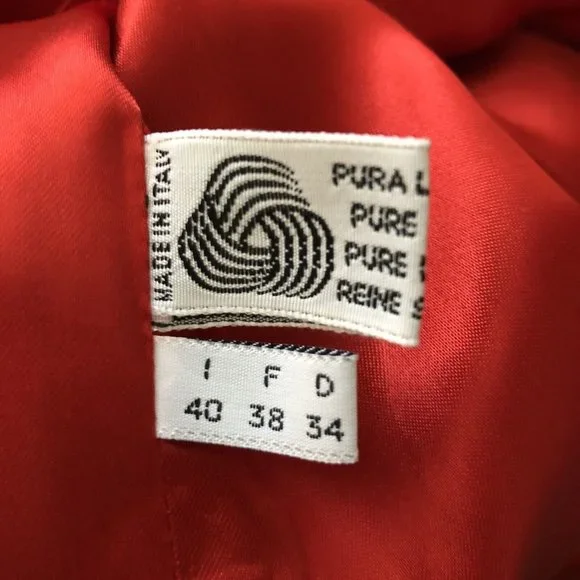 MADE IN ITALY
PURA
PURE
PURE
REINE
I F D
40 38 34